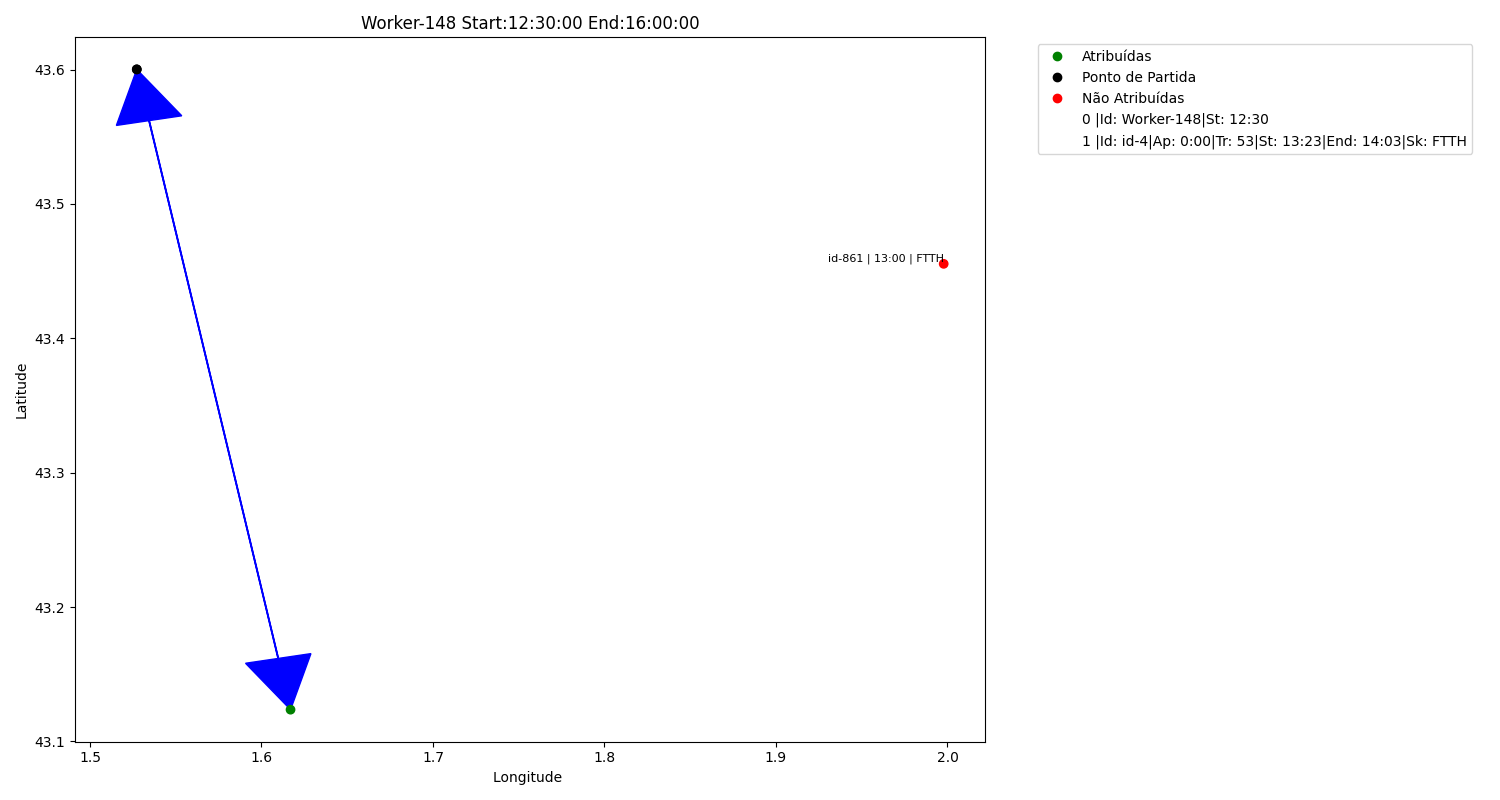 Worker-148 Start:12:30:00 End:16:00:00
Atribuídas
Ponto de Partida
Não Atribuídas
0 |Id: Worker-148|St: 12:30
1 |Id: id-4|Ap: 0:00|Tr: 53|St: 13:23|End: 14:03|Sk: FTTH
43.6
43.5
43.4
43.3
43.2
43.1
Latitude
id-861 | 13:00 | FTTH
1.5 1.6 1.7 1.8 1.9 2.0
Longitude